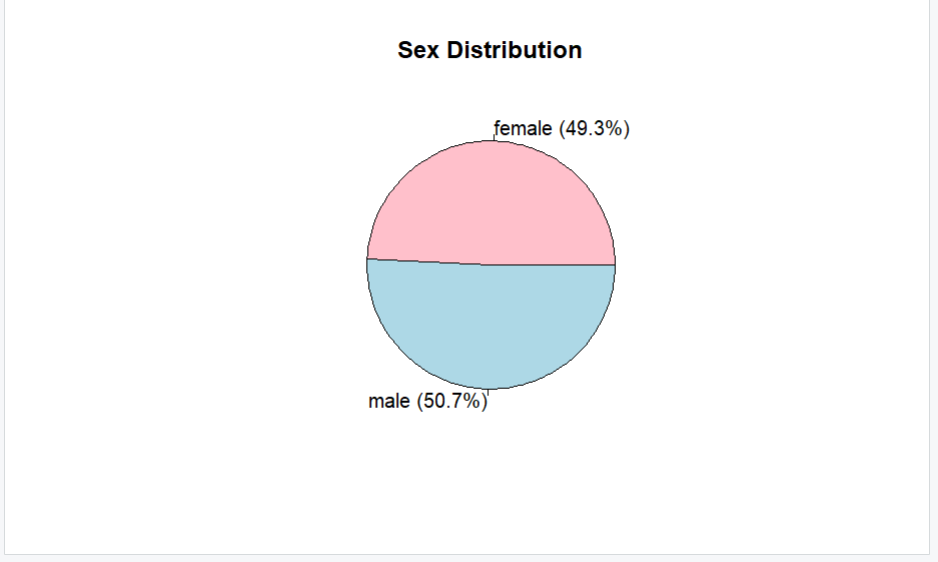 Sex Distribution
female (49.3%)
male (50.7%)